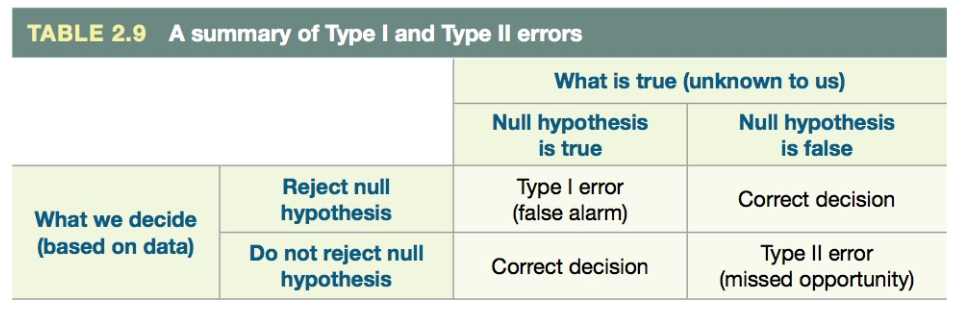 TABLE 2.9 A summary of Type I and Type II errors
What is true (unknown to us)
Null hypothesis
is true
Null hypothesis
is false
What we decide
(based on data)
Reject null
hypothesis
Type I error
(false alarm)
Correct decision
Do not reject null
hypothesis
Correct decision
Type II error
(missed opportunity)